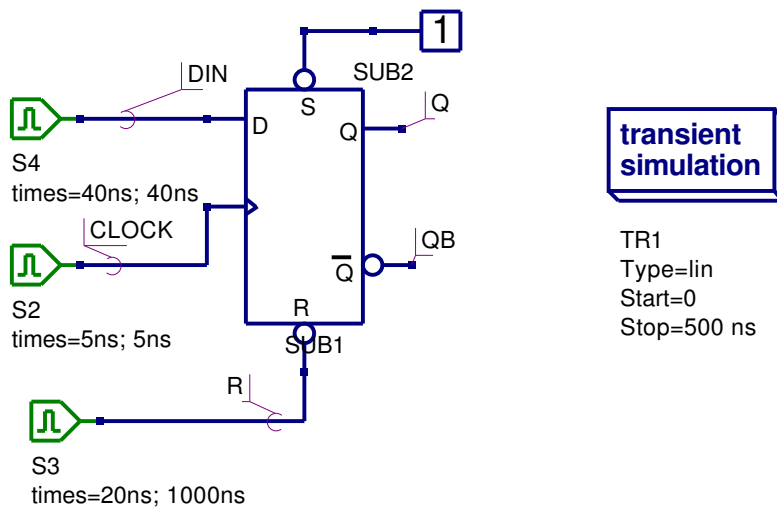 1
DIN
SUB2
Q
D
S
Q
S4
times=40ns; 40ns
CLOCK
QB
Q
S2
times=5ns; 5ns
R
SUB1
R
S3
times=20ns; 1000ns
transient
simulation
TR1
Type=lin
Start=0
Stop=500 ns